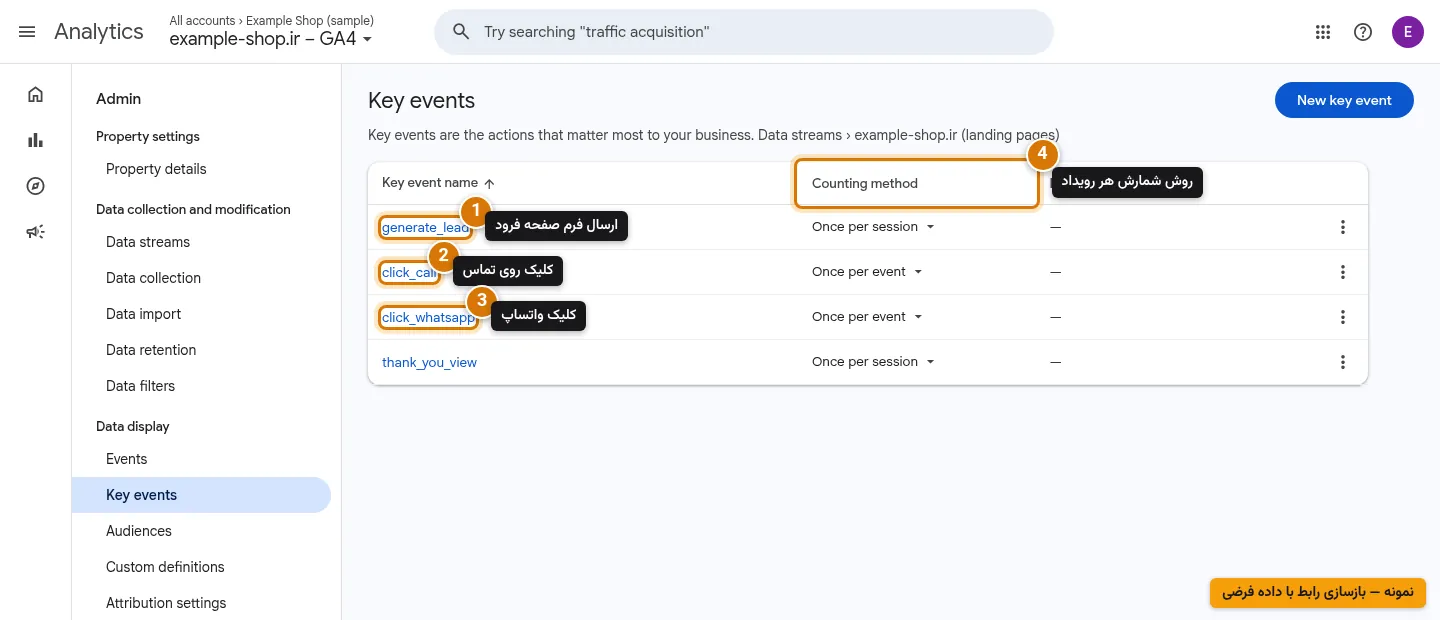 Analytics
All accounts › Example Shop (sample)
example-shop.ir – GA4
Try searching "traffic acquisition"
E
Admin
Property settings
Property details
Data collection and modification
Data streams
Data collection
Data import
Data retention
Data filters
Data display
Events
Key events
Audiences
Custom definitions
Attribution settings
Key events
New key event
Key events are the actions that matter most to your business. Data streams › example-shop.ir (landing pages)
Key event name
Counting method
4
روش شمارش هر رویداد
generate_lead
1
ارسال فرم صفحه فرود
Once per session
—
click_call
2
کلیک روی تماس
Once per event
—
click_whatsapp
3
کلیک واتساپ
Once per event
—
thank_you_view
Once per session
—
نمونه — بازسازی رابط با داده فرضی